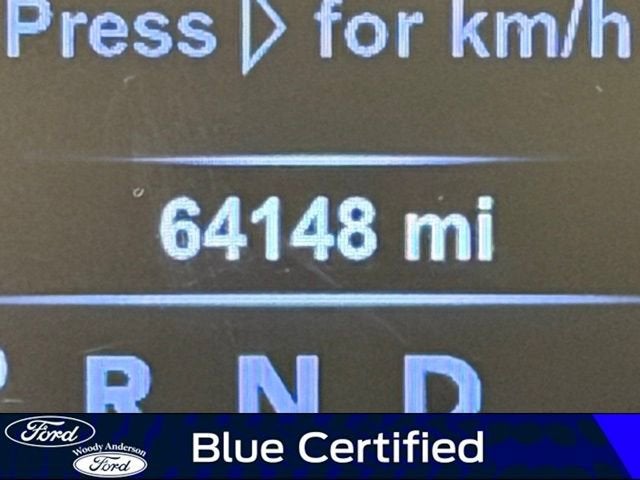 Press ▷ for km/h
64148 mi
P R N D
Ford
Woody Anderson
Ford
Blue Certified